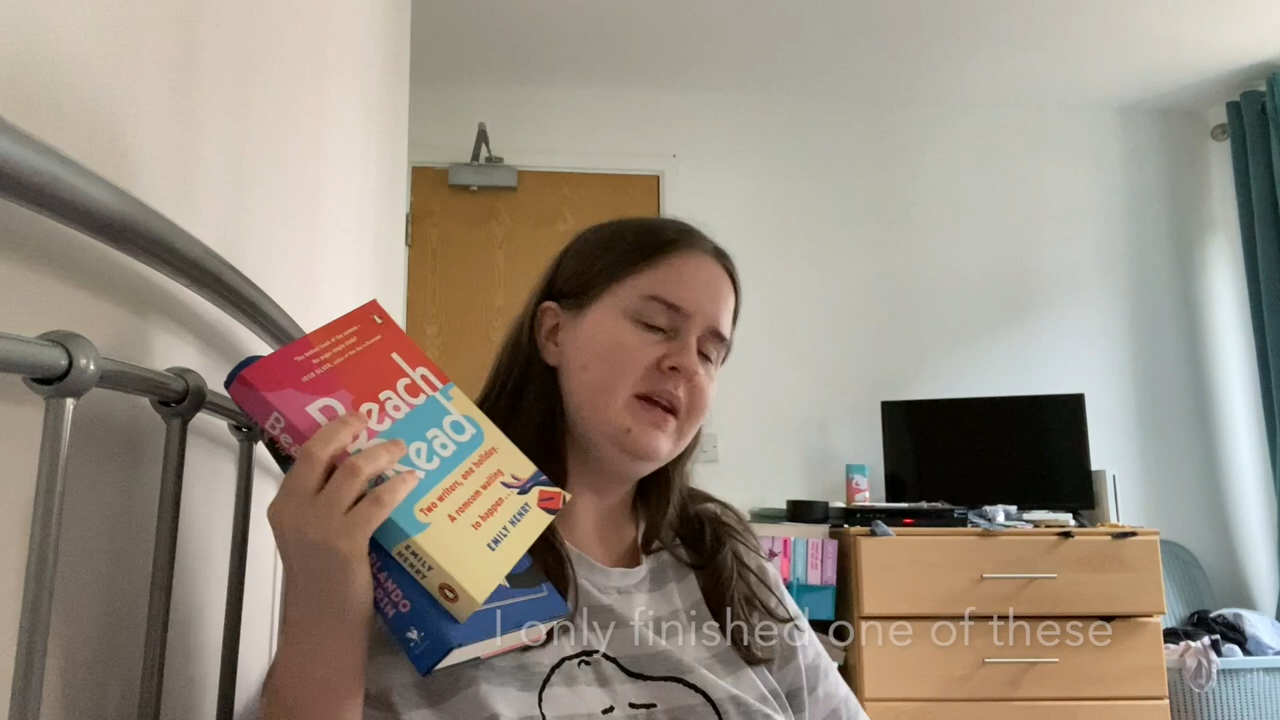 Beach
Read
Two writers, one holiday.
A romcom waiting
to happen...
EMILY HENRY
EMILY
HENRY
I only finished one of these